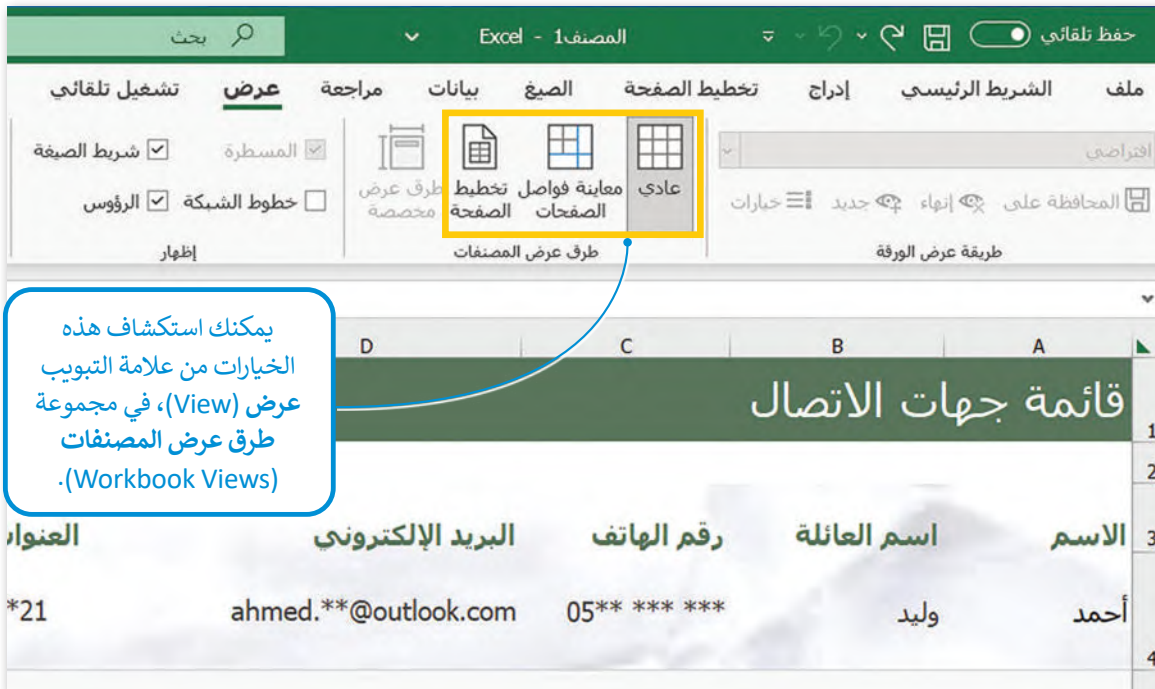 حفظ تلقائي المصنف1 - Excel بحث
ملف الشريط الرئيسي إدراج تخطيط الصفحة الصيغ بيانات مراجعة عرض تشغيل تلقائي
افتراضي
المحافظة على إنهاء جديد خيارات
طريقة عرض الورقة
عادي
معاينة فواصل
الصفحات
تخطيط
الصفحة
طرق عرض
مخصصة
طرق عرض المصنفات
المسطرة شريط الصيغة
خطوط الشبكة الرؤوس
إظهار
يمكنك استكشاف هذه
الخيارات من علامة التبويب
عرض (View)، في مجموعة
طرق عرض المصنفات
(Workbook Views).
A B C D
1 قائمة جهات الاتصال
2
3 الاسم اسم العائلة رقم الهاتف البريد الإلكتروني
أحمد وليد 05** *** *** ahmed.**@outlook.com *21
4